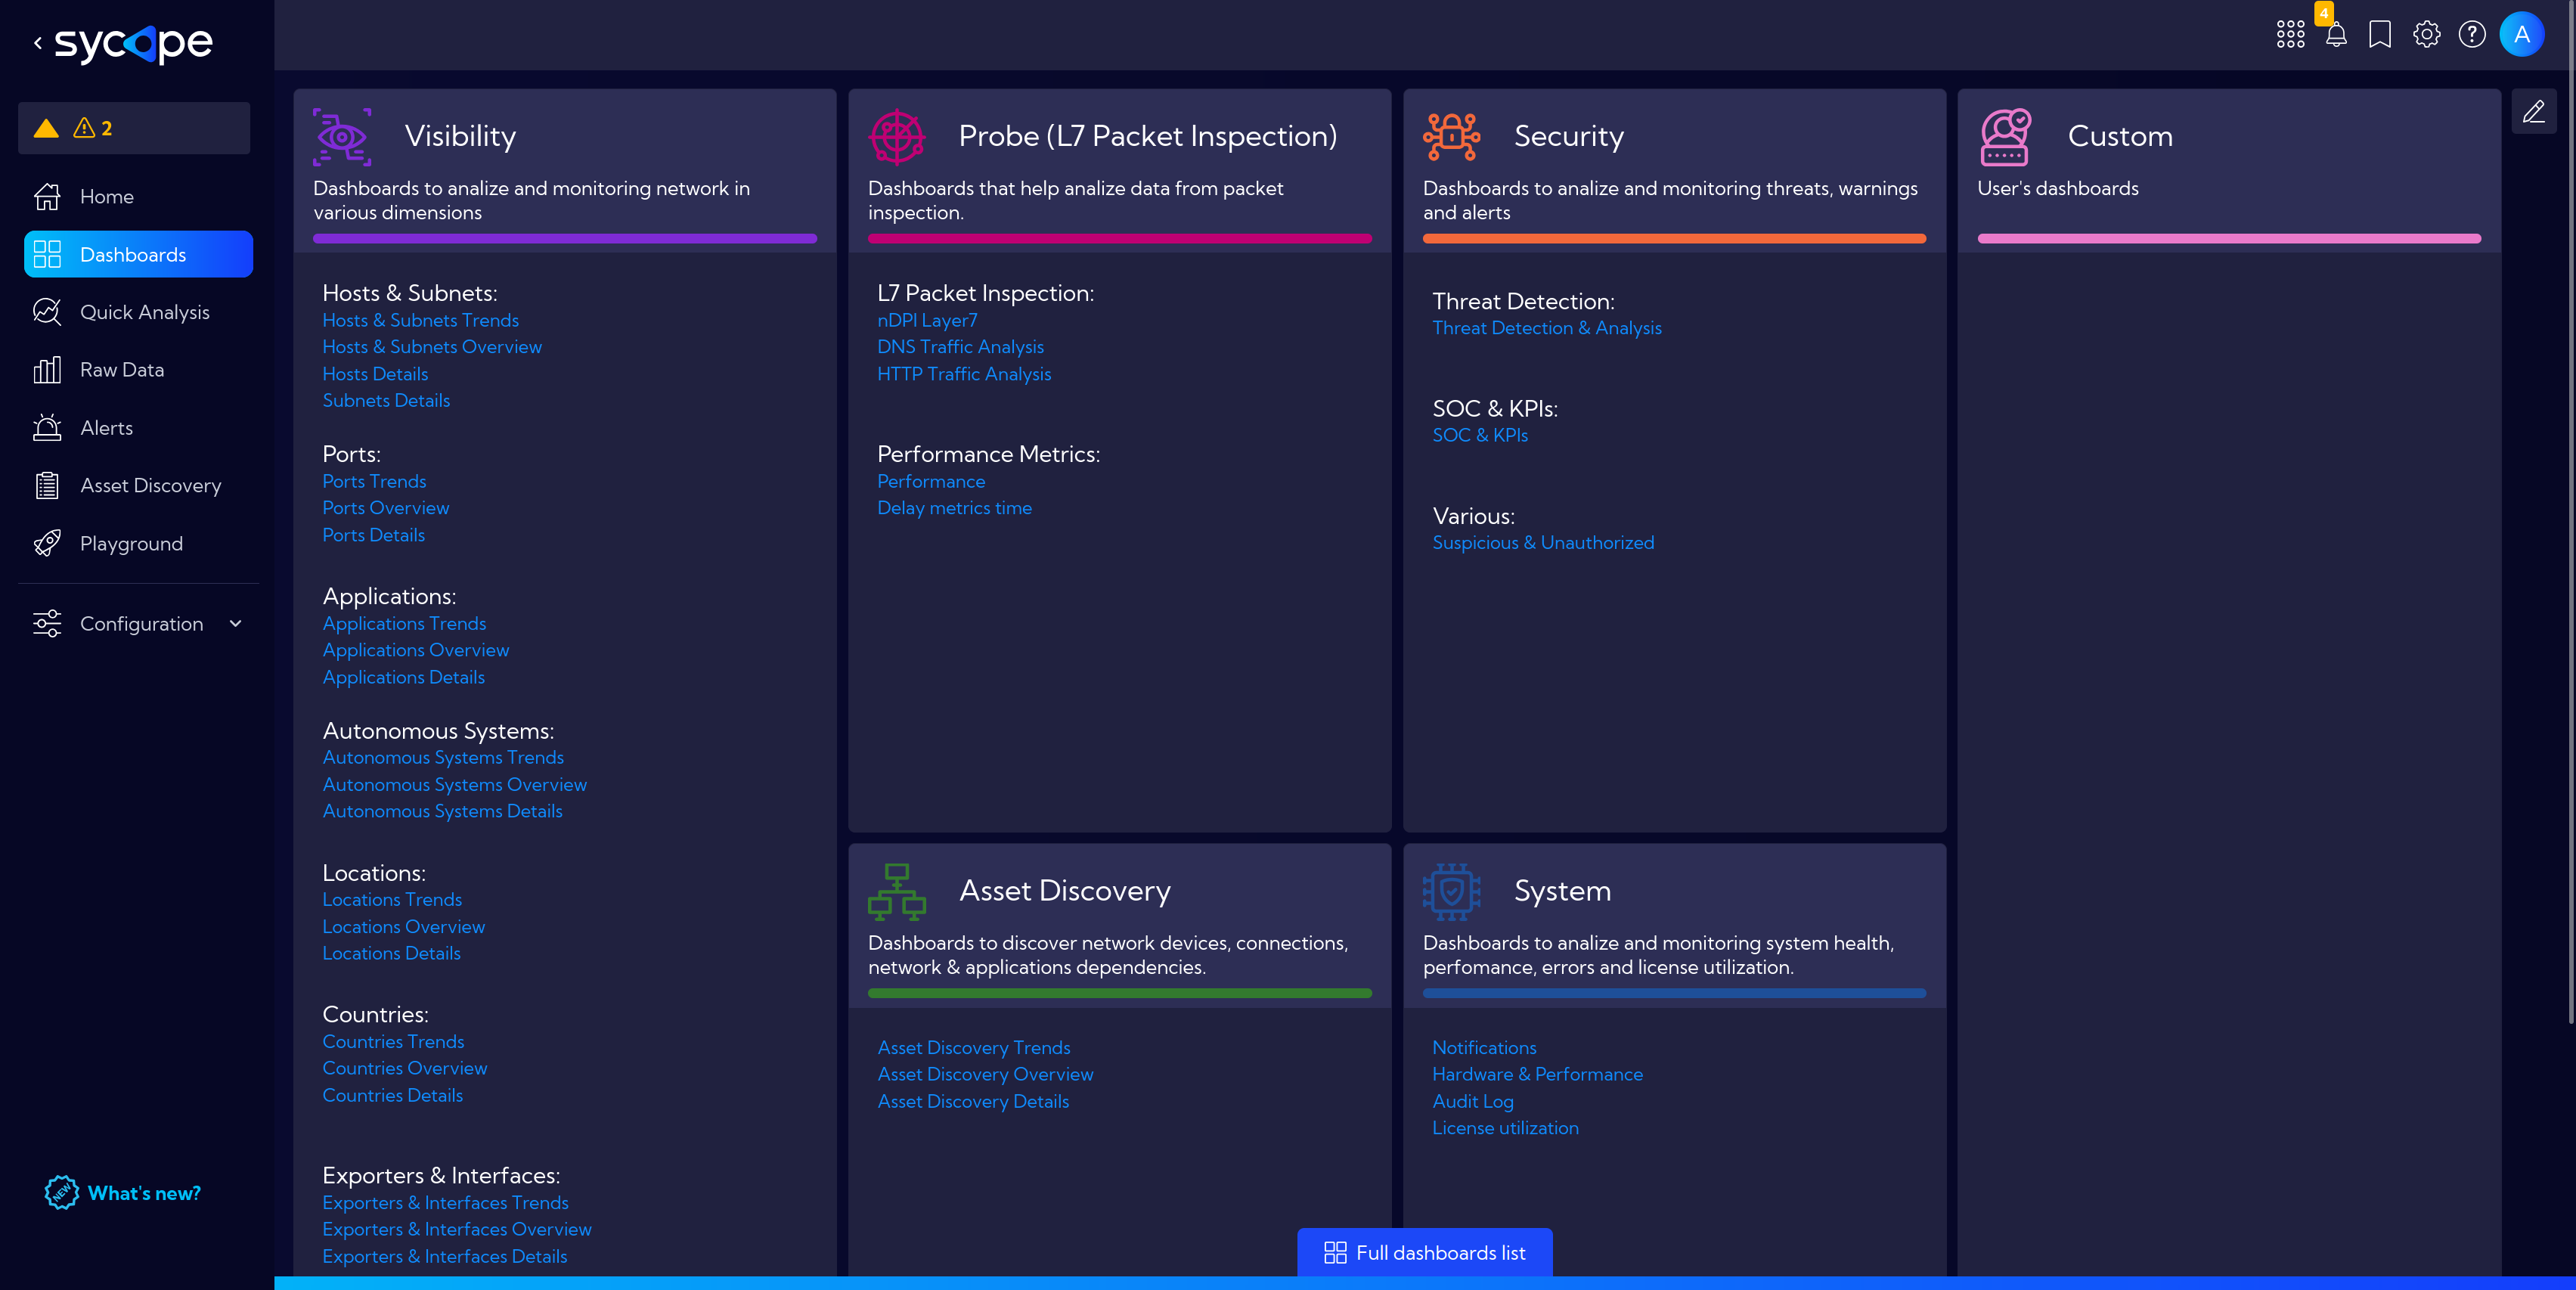 sycope
2
Home
Dashboards
Quick Analysis
Raw Data
Alerts
Asset Discovery
Playground
Configuration
NEW
What's new?
4
?
A
Visibility
Dashboards to analize and monitoring network in
various dimensions
Hosts & Subnets:
Hosts & Subnets Trends
Hosts & Subnets Overview
Hosts Details
Subnets Details
Ports:
Ports Trends
Ports Overview
Ports Details
Applications:
Applications Trends
Applications Overview
Applications Details
Autonomous Systems:
Autonomous Systems Trends
Autonomous Systems Overview
Autonomous Systems Details
Locations:
Locations Trends
Locations Overview
Locations Details
Countries:
Countries Trends
Countries Overview
Countries Details
Exporters & Interfaces:
Exporters & Interfaces Trends
Exporters & Interfaces Overview
Exporters & Interfaces Details
Probe (L7 Packet Inspection)
Dashboards that help analize data from packet
inspection.
L7 Packet Inspection:
nDPI Layer7
DNS Traffic Analysis
HTTP Traffic Analysis
Performance Metrics:
Performance
Delay metrics time
Security
Dashboards to analize and monitoring threats, warnings
and alerts
Threat Detection:
Threat Detection & Analysis
SOC & KPIs:
SOC & KPIs
Various:
Suspicious & Unauthorized
Custom
User's dashboards
Asset Discovery
Dashboards to discover network devices, connections,
network & applications dependencies.
Asset Discovery Trends
Asset Discovery Overview
Asset Discovery Details
System
Dashboards to analize and monitoring system health,
perfomance, errors and license utilization.
Notifications
Hardware & Performance
Audit Log
License utilization
Full dashboards list